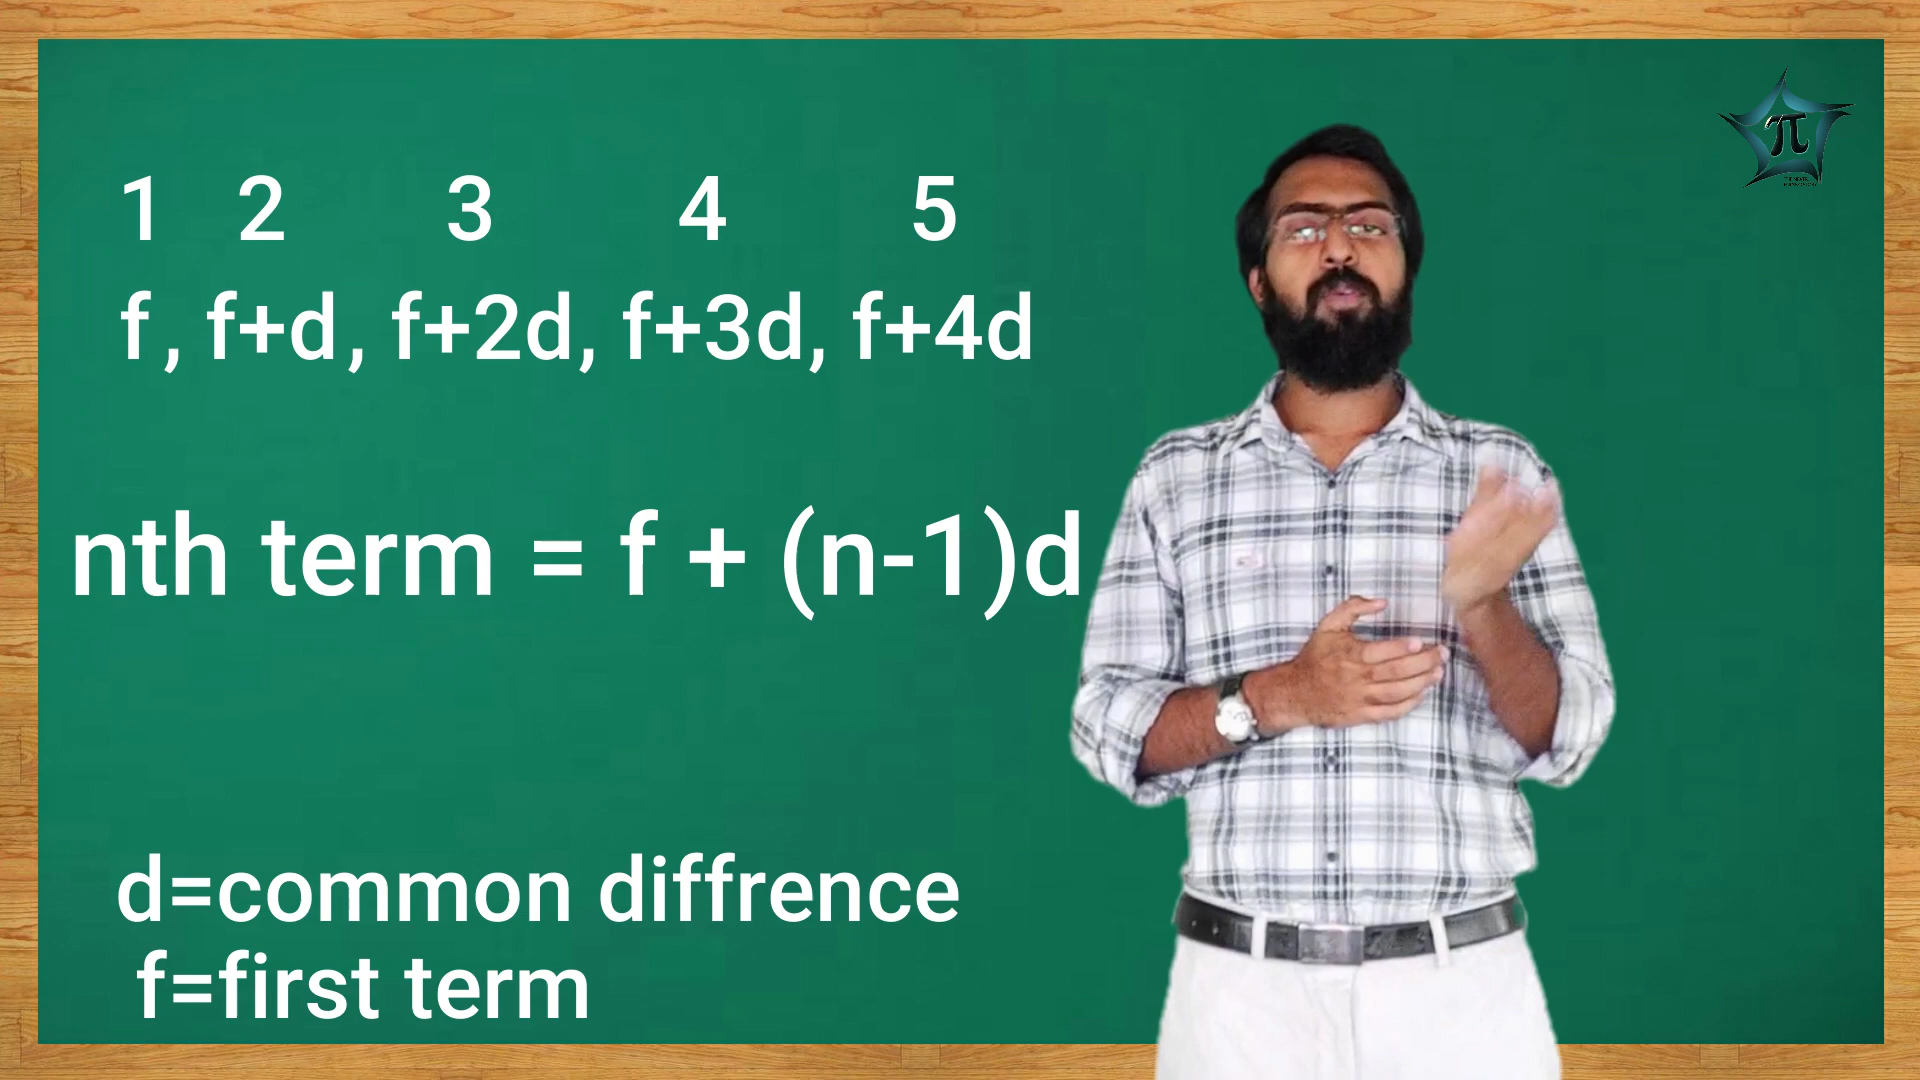 1 2 3 4 5
f , f+d , f+2d, f+3d, f+4d
π
nth term = f + (n-1)d
d=common diffrence
f=first term